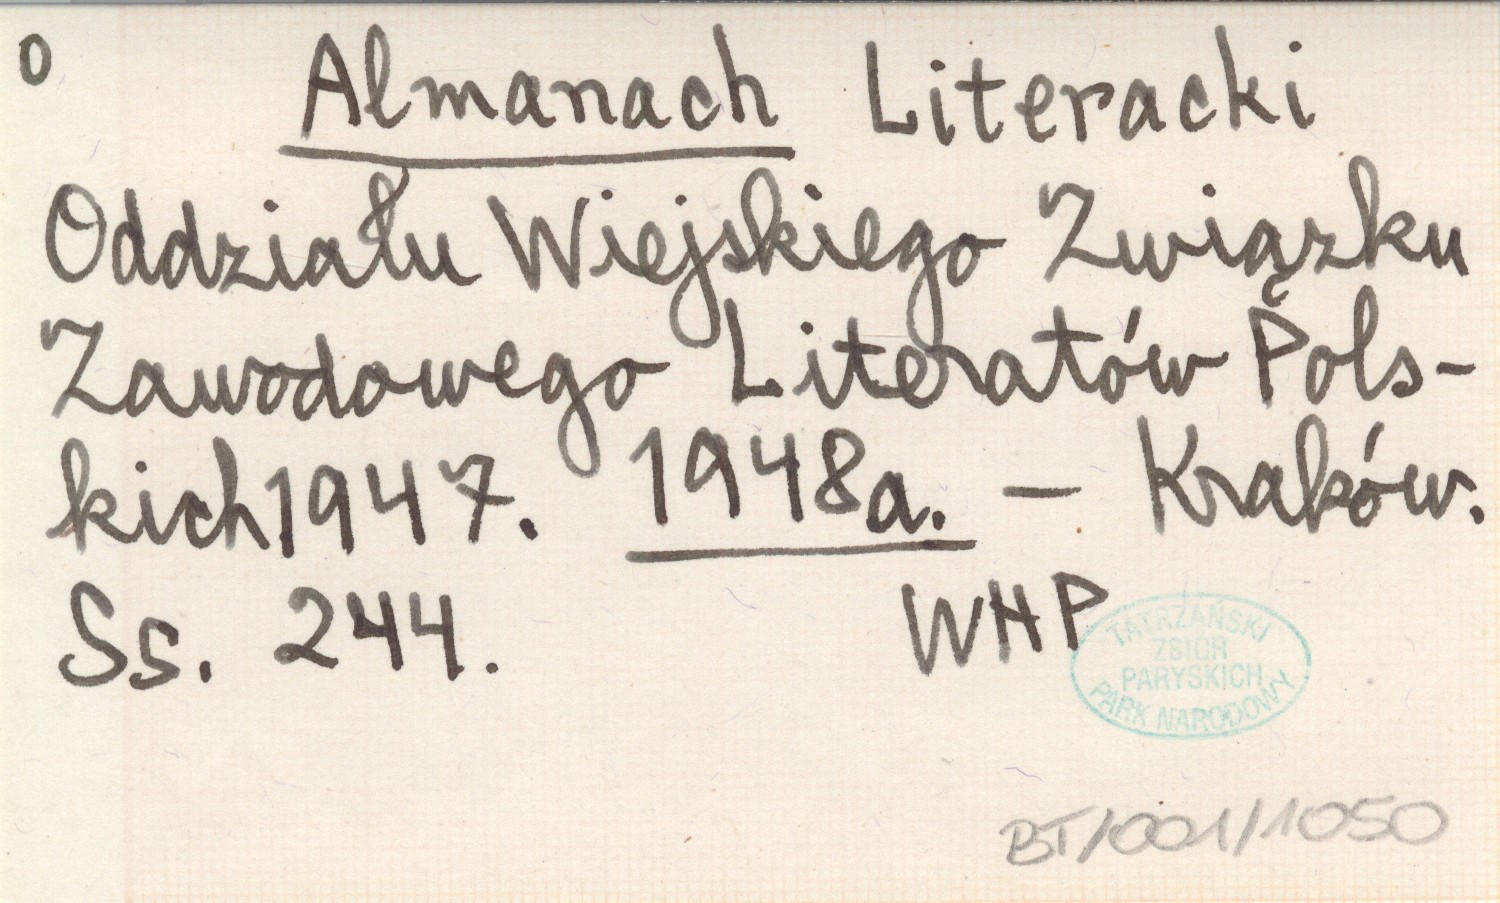 0 Almanach Literacki
Oddziału Wiejskiego Związku
Zawodowego Literatów Pols-
kich 1947. 1948a. – Kraków.
Ss. 244. WHP
TATRZAŃSKI
ZBIÓR
PARYSKICH
PARK NARODOWY
BT/001/1050